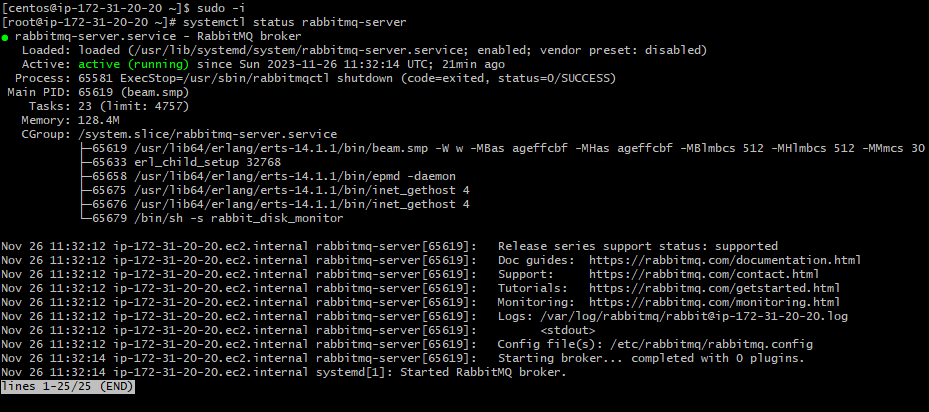 [centos@ip-172-31-20-20 ~]$ sudo -i
[root@ip-172-31-20-20 ~]# systemctl status rabbitmq-server
● rabbitmq-server.service - RabbitMQ broker
   Loaded: loaded (/usr/lib/systemd/system/rabbitmq-server.service; enabled; vendor preset: disabled)
   Active: active (running) since Sun 2023-11-26 11:32:14 UTC; 21min ago
  Process: 65581 ExecStop=/usr/sbin/rabbitmqctl shutdown (code=exited, status=0/SUCCESS)
 Main PID: 65619 (beam.smp)
    Tasks: 23 (limit: 4757)
   Memory: 128.4M
   CGroup: /system.slice/rabbitmq-server.service
           ├─65619 /usr/lib64/erlang/erts-14.1.1/bin/beam.smp -W w -MBas ageffcbf -MHas ageffcbf -MBlmbcs 512 -MHlmbcs 512 -MMmcs 30
           ├─65633 erl_child_setup 32768
           ├─65658 /usr/lib64/erlang/erts-14.1.1/bin/epmd -daemon
           ├─65675 /usr/lib64/erlang/erts-14.1.1/bin/inet_gethost 4
           ├─65676 /usr/lib64/erlang/erts-14.1.1/bin/inet_gethost 4
           └─65679 /bin/sh -s rabbit_disk_monitor

Nov 26 11:32:12 ip-172-31-20-20.ec2.internal rabbitmq-server[65619]:   Release series support status: supported
Nov 26 11:32:12 ip-172-31-20-20.ec2.internal rabbitmq-server[65619]:   Doc guides:  https://rabbitmq.com/documentation.html
Nov 26 11:32:12 ip-172-31-20-20.ec2.internal rabbitmq-server[65619]:   Support:     https://rabbitmq.com/contact.html
Nov 26 11:32:12 ip-172-31-20-20.ec2.internal rabbitmq-server[65619]:   Tutorials:   https://rabbitmq.com/getstarted.html
Nov 26 11:32:12 ip-172-31-20-20.ec2.internal rabbitmq-server[65619]:   Monitoring:  https://rabbitmq.com/monitoring.html
Nov 26 11:32:12 ip-172-31-20-20.ec2.internal rabbitmq-server[65619]:   Logs: /var/log/rabbitmq/rabbit@ip-172-31-20-20.log
Nov 26 11:32:12 ip-172-31-20-20.ec2.internal rabbitmq-server[65619]:         <stdout>
Nov 26 11:32:12 ip-172-31-20-20.ec2.internal rabbitmq-server[65619]:   Config file(s): /etc/rabbitmq/rabbitmq.config
Nov 26 11:32:14 ip-172-31-20-20.ec2.internal rabbitmq-server[65619]:   Starting broker... completed with 0 plugins.
Nov 26 11:32:14 ip-172-31-20-20.ec2.internal systemd[1]: Started RabbitMQ broker.
lines 1-25/25 (END)